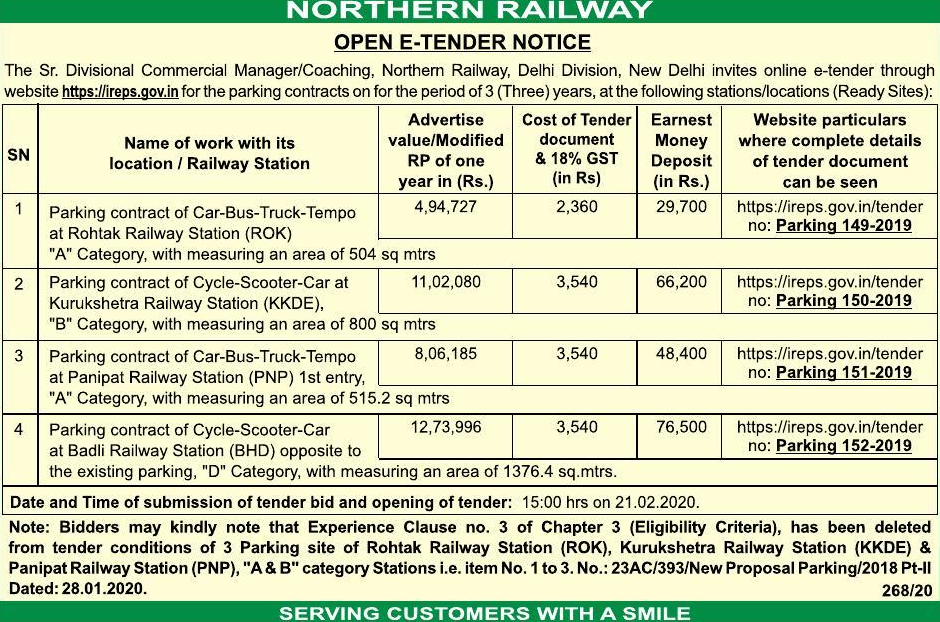 NORTHERN RAILWAY
OPEN E-TENDER NOTICE
The Sr. Divisional Commercial Manager/Coaching, Northern Railway, Delhi Division, New Delhi invites online e-tender through
website https://ireps.gov.in for the parking contracts on for the period of 3 (Three) years, at the following stations/locations (Ready Sites):
SN
Name of work with its
location / Railway Station
Advertise
value/Modified
RP of one
year in (Rs.)
Cost of Tender
document
& 18% GST
(in Rs)
Earnest
Money
Deposit
(in Rs.)
Website particulars
where complete details
of tender document
can be seen
1
Parking contract of Car-Bus-Truck-Tempo
at Rohtak Railway Station (ROK)
"A" Category, with measuring an area of 504 sq mtrs
4,94,727
2,360
29,700
https://ireps.gov.in/tender
no: Parking 149-2019
2
Parking contract of Cycle-Scooter-Car at
Kurukshetra Railway Station (KKDE),
"B" Category, with measuring an area of 800 sq mtrs
11,02,080
3,540
66,200
https://ireps.gov.in/tender
no: Parking 150-2019
3
Parking contract of Car-Bus-Truck-Tempo
at Panipat Railway Station (PNP) 1st entry,
"A" Category, with measuring an area of 515.2 sq mtrs
8,06,185
3,540
48,400
https://ireps.gov.in/tender
no: Parking 151-2019
4
Parking contract of Cycle-Scooter-Car
at Badli Railway Station (BHD) opposite to
the existing parking, "D" Category, with measuring an area of 1376.4 sq.mtrs.
12,73,996
3,540
76,500
https://ireps.gov.in/tender
no: Parking 152-2019
Date and Time of submission of tender bid and opening of tender: 15:00 hrs on 21.02.2020.
Note: Bidders may kindly note that Experience Clause no. 3 of Chapter 3 (Eligibility Criteria), has been deleted
from tender conditions of 3 Parking site of Rohtak Railway Station (ROK), Kurukshetra Railway Station (KKDE) &
Panipat Railway Station (PNP), "A & B" category Stations i.e. item No. 1 to 3. No.: 23AC/393/New Proposal Parking/2018 Pt-II
Dated: 28.01.2020.
268/20
SERVING CUSTOMERS WITH A SMILE